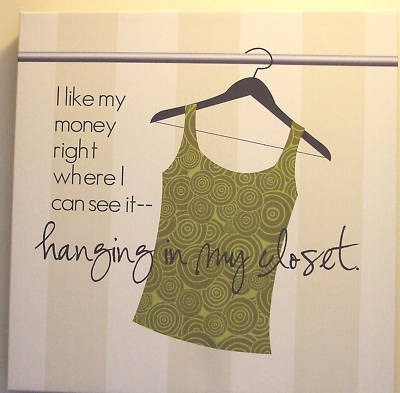 I like my
money
right
where I
can see it--
hanging in my closet.